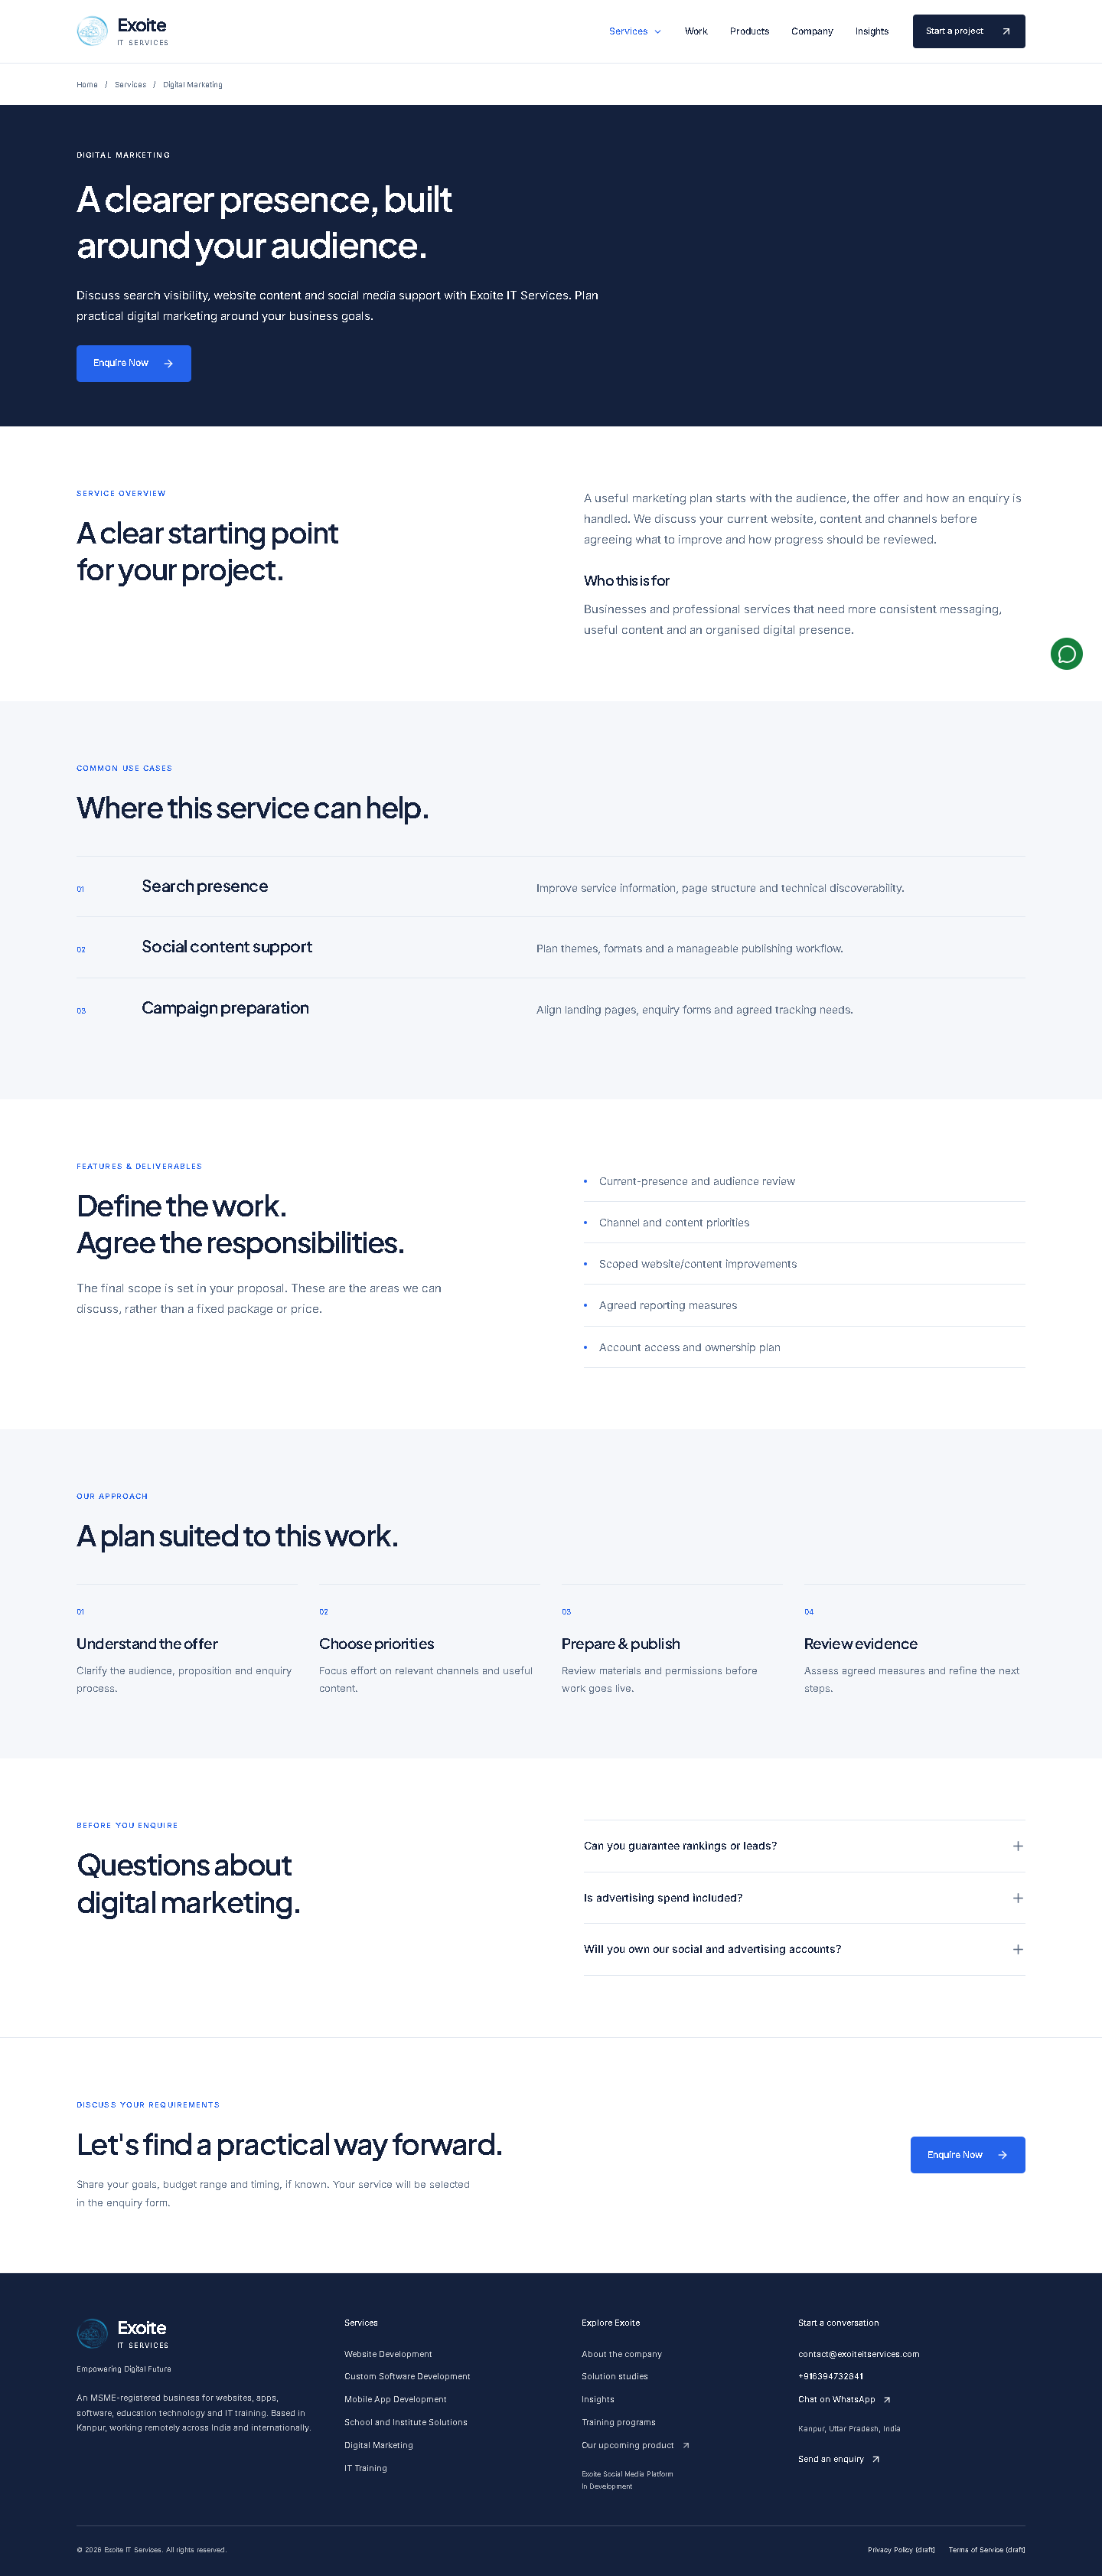 Exoite
IT SERVICES
Services
Work
Products
Company
Insights
Start a project
Home / Services / Digital Marketing
DIGITAL MARKETING
A clearer presence, built
around your audience.
Discuss search visibility, website content and social media support with Exoite IT Services. Plan
practical digital marketing around your business goals.
Enquire Now
SERVICE OVERVIEW
A clear starting point
for your project.
A useful marketing plan starts with the audience, the offer and how an enquiry is
handled. We discuss your current website, content and channels before
agreeing what to improve and how progress should be reviewed.
Who this is for
Businesses and professional services that need more consistent messaging,
useful content and an organised digital presence.
COMMON USE CASES
Where this service can help.
01
Search presence
Improve service information, page structure and technical discoverability.
02
Social content support
Plan themes, formats and a manageable publishing workflow.
03
Campaign preparation
Align landing pages, enquiry forms and agreed tracking needs.
FEATURES & DELIVERABLES
Define the work.
Agree the responsibilities.
The final scope is set in your proposal. These are the areas we can
discuss, rather than a fixed package or price.
Current-presence and audience review
Channel and content priorities
Scoped website/content improvements
Agreed reporting measures
Account access and ownership plan
OUR APPROACH
A plan suited to this work.
01
Understand the offer
Clarify the audience, proposition and enquiry
process.
02
Choose priorities
Focus effort on relevant channels and useful
content.
03
Prepare & publish
Review materials and permissions before
work goes live.
04
Review evidence
Assess agreed measures and refine the next
steps.
BEFORE YOU ENQUIRE
Questions about
digital marketing.
Can you guarantee rankings or leads?
Is advertising spend included?
Will you own our social and advertising accounts?
DISCUSS YOUR REQUIREMENTS
Let's find a practical way forward.
Share your goals, budget range and timing, if known. Your service will be selected
in the enquiry form.
Enquire Now
Exoite
IT SERVICES
Empowering Digital Future
An MSME-registered business for websites, apps,
software, education technology and IT training. Based in
Kanpur, working remotely across India and internationally.
Services
Website Development
Custom Software Development
Mobile App Development
School and Institute Solutions
Digital Marketing
IT Training
Explore Exoite
About the company
Solution studies
Insights
Training programs
Our upcoming product
Exoite Social Media Platform
In Development
Start a conversation
contact@exoiteitservices.com
+916394732841
Chat on WhatsApp
Kanpur, Uttar Pradesh, India
Send an enquiry
© 2026 Exoite IT Services. All rights reserved.
Privacy Policy (draft)
Terms of Service (draft)